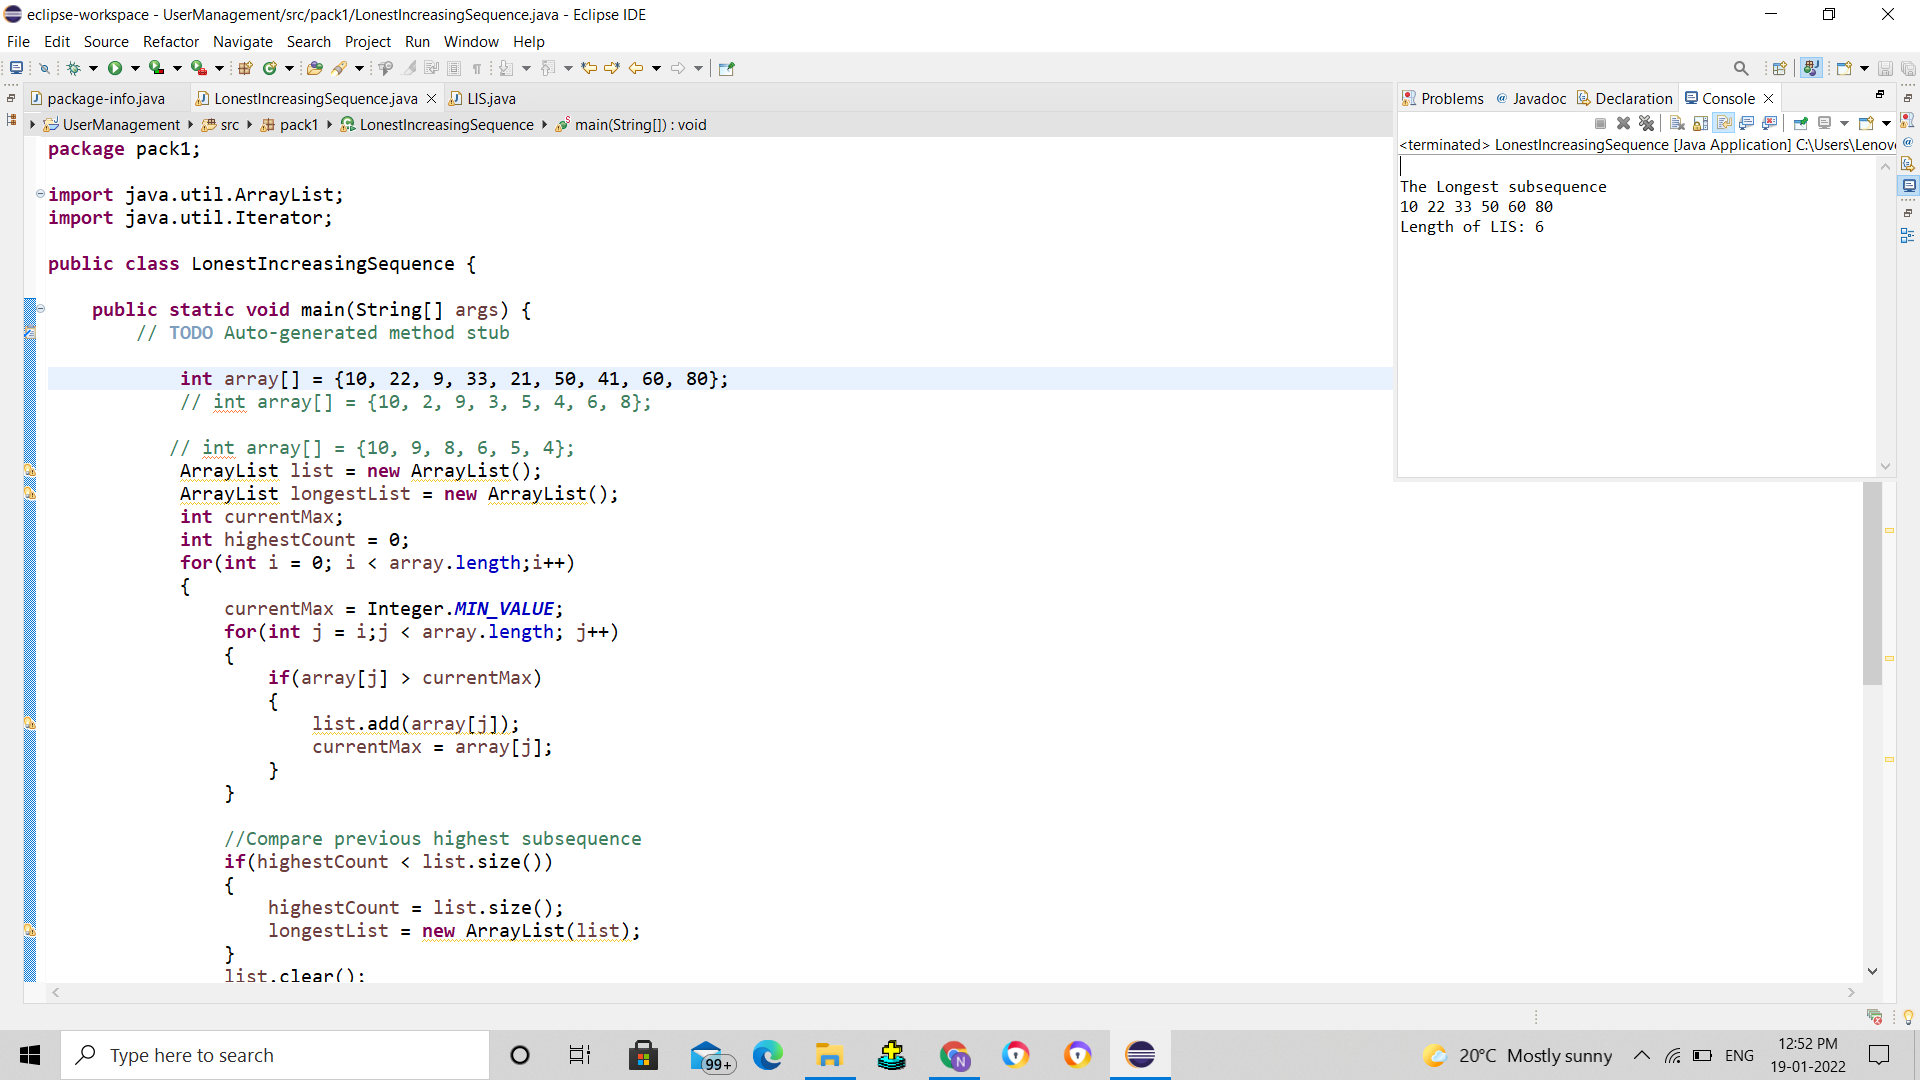 eclipse-workspace - UserManagement/src/pack1/LonestIncreasingSequence.java - Eclipse IDE
File Edit Source Refactor Navigate Search Project Run Window Help
package-info.java LonestIncreasingSequence.java LIS.java
UserManagement src pack1 LonestIncreasingSequence main(String[]) : void
package pack1;
import java.util.ArrayList;
import java.util.Iterator;
public class LonestIncreasingSequence {
public static void main(String[] args) {
// TODO Auto-generated method stub
int array[] = {10, 22, 9, 33, 21, 50, 41, 60, 80};
// int array[] = {10, 2, 9, 3, 5, 4, 6, 8};
// int array[] = {10, 9, 8, 6, 5, 4};
ArrayList list = new ArrayList();
ArrayList longestList = new ArrayList();
int currentMax;
int highestCount = 0;
for(int i = 0; i < array.length;i++)
{
currentMax = Integer.MIN_VALUE;
for(int j = i;j < array.length; j++)
{
if(array[j] > currentMax)
{
list.add(array[j]);
currentMax = array[j];
}
}
//Compare previous highest subsequence
if(highestCount < list.size())
{
highestCount = list.size();
longestList = new ArrayList(list);
}
list.clear();
Problems @ Javadoc Declaration Console
<terminated> LonestIncreasingSequence [Java Application] C:\Users\Lenov
The Longest subsequence
10 22 33 50 60 80
Length of LIS: 6
Type here to search
99+
N
20°C Mostly sunny
ENG
12:52 PM
19-01-2022